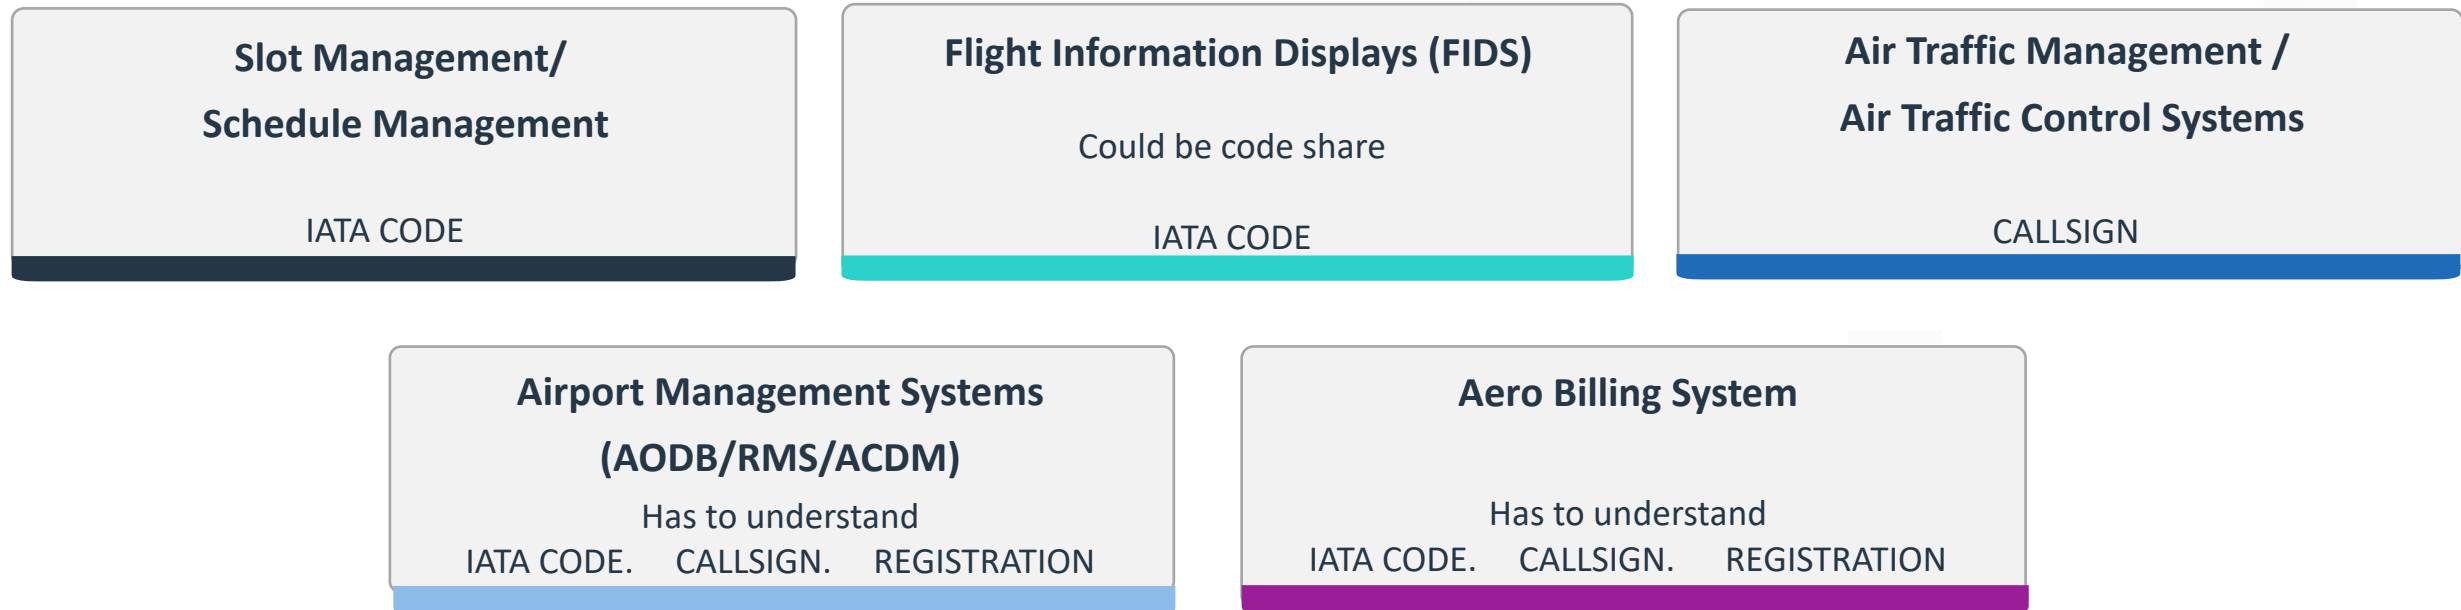 Slot Management/
Schedule Management
IATA CODE
Flight Information Displays (FIDS)
Could be code share
IATA CODE
Air Traffic Management /
Air Traffic Control Systems
CALLSIGN
Airport Management Systems
(AODB/RMS/ACDM)
Has to understand
IATA CODE. CALLSIGN. REGISTRATION
Aero Billing System
Has to understand
IATA CODE. CALLSIGN. REGISTRATION